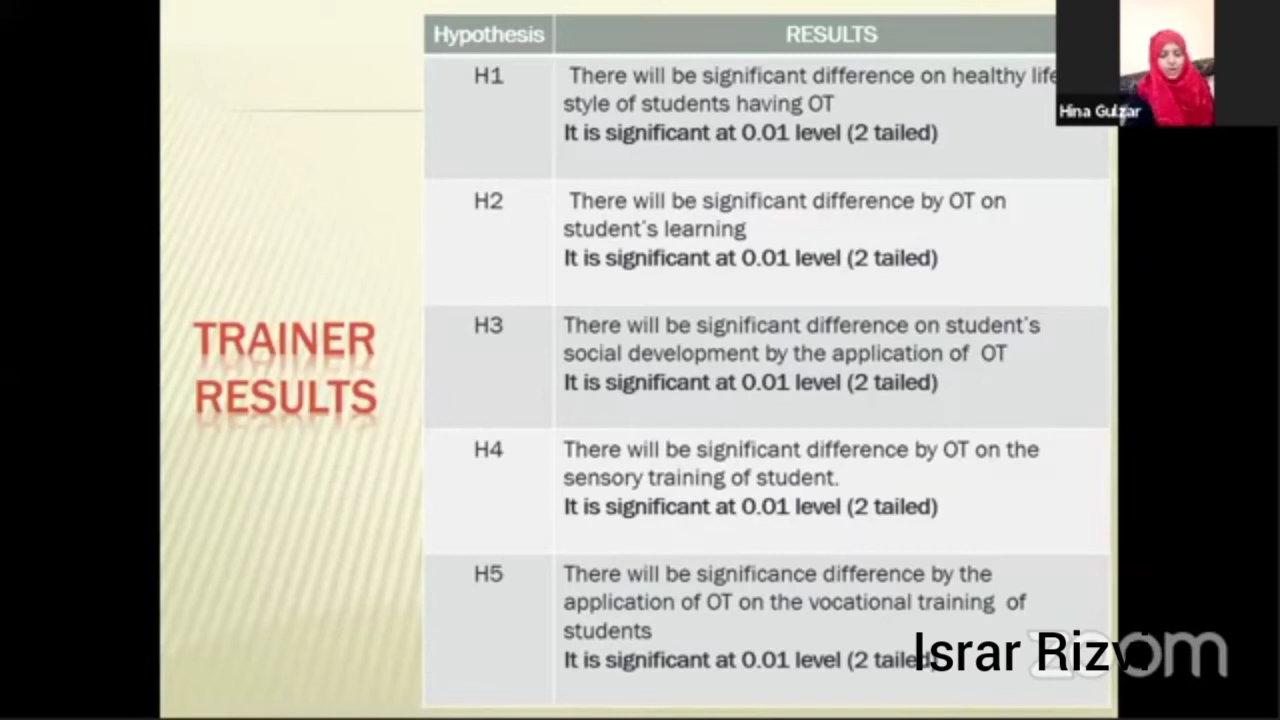 Hypothesis RESULTS
H1 There will be significant difference on healthy life
style of students having OT
It is significant at 0.01 level (2 tailed)
H2 There will be significant difference by OT on
student's learning
It is significant at 0.01 level (2 tailed)
H3 There will be significant difference on student's
social development by the application of OT
It is significant at 0.01 level (2 tailed)
H4 There will be significant difference by OT on the
sensory training of student.
It is significant at 0.01 level (2 tailed)
H5 There will be significance difference by the
application of OT on the vocational training of
students
It is significant at 0.01 level (2 tailed)
TRAINER
RESULTS
Hina Gulzar
Israr Rizvi
zoom